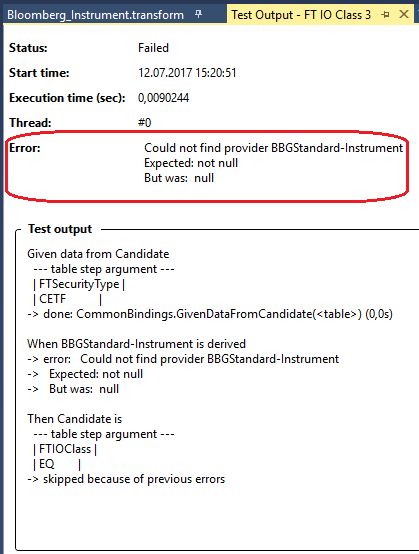 Bloomberg_Instrument.transform
Test Output - FT IO Class 3
Status: Failed
Start time: 12.07.2017 15:20:51
Execution time (sec): 0,0090244
Thread: #0
Error: Could not find provider BBGStandard-Instrument
Expected: not null
But was:  null
Test output
Given data from Candidate
--- table step argument ---
| FTSecurityType |
| CETF           |
-> done: CommonBindings.GivenDataFromCandidate(<table>) (0,0s)
When BBGStandard-Instrument is derived
-> error:   Could not find provider BBGStandard-Instrument
->   Expected: not null
->   But was:  null
Then Candidate is
--- table step argument ---
| FTIOClass |
| EQ        |
-> skipped because of previous errors